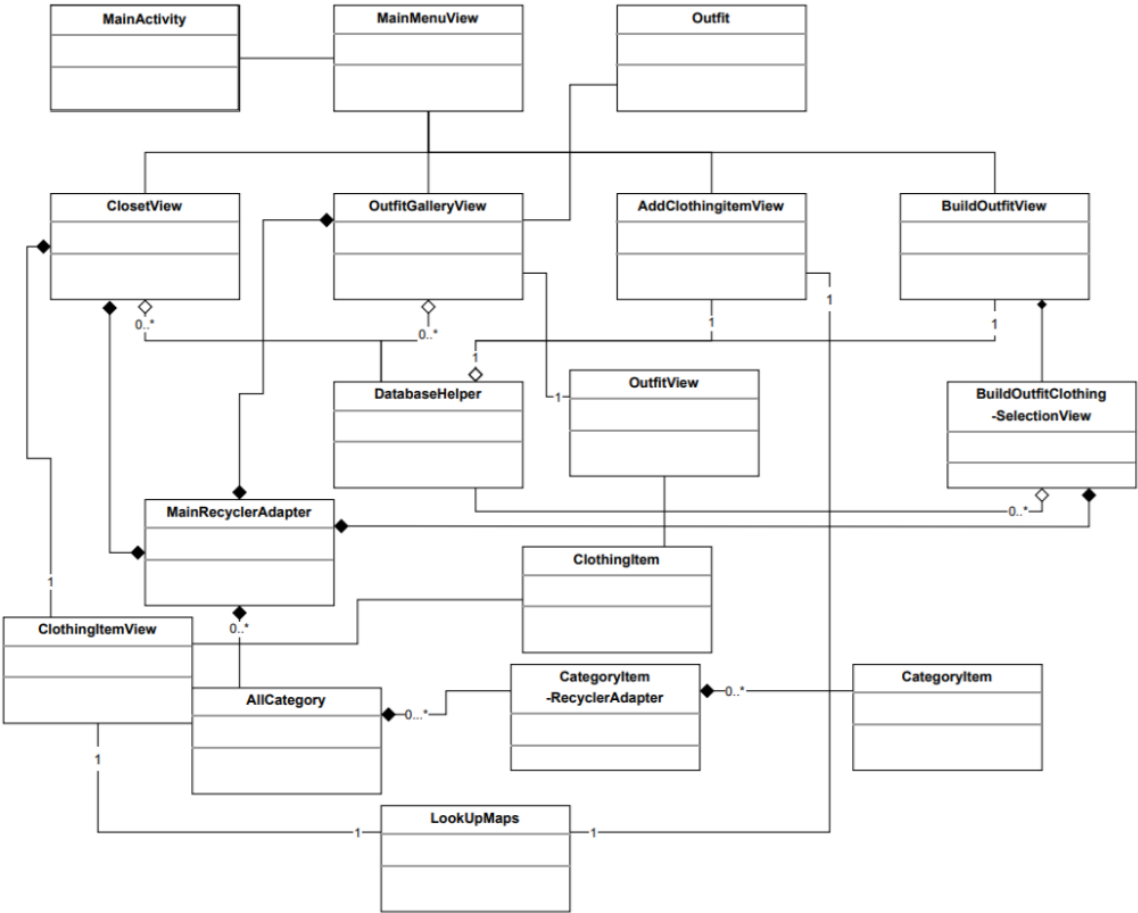 MainActivity
MainMenuView
Outfit
ClosetView
OutfitGalleryView
AddClothingitemView
BuildOutfitView
1
0..*
0..*
1
1
1
DatabaseHelper
OutfitView
BuildOutfitClothing
-SelectionView
1
MainRecyclerAdapter
0..*
ClothingItem
1
ClothingItemView
0..*
CategoryItem
-RecyclerAdapter
CategoryItem
AllCategory
0..*
0...*
1
LookUpMaps
1
1